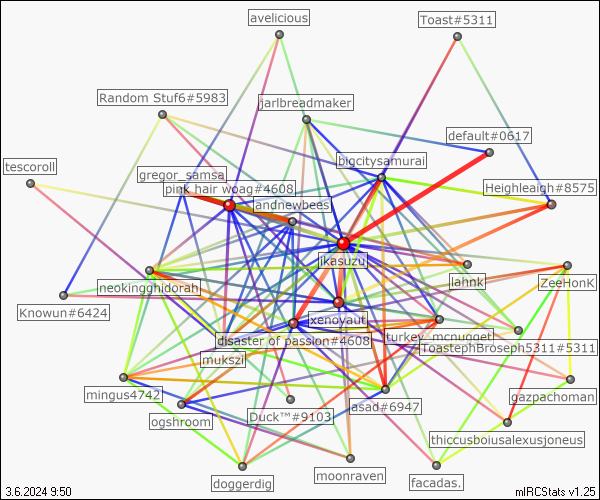 avelicious
Toast#5311
Random Stuf6#5983
jarlbreadmaker
default#0617
tescoroll
bigcitysamurai
gregor_samsa
pink hair woag#4608
Heighleigh#8575
andnewbees
ikasuzu
jahnk
neokingghidorah
ZeeHonK
Knowun#6424
xenoyaut
disaster of passion#4608
turkey_mcnugget
ToastephBroseph5311#5311
mukszi
mingus4742
gazpachoman
ogshroom
Duck™#9103
asad#6947
thiccusboiusalexusjoneus
doggerdig
moonraven
facadas.
3.6.2024 9:50
mIRCStats v1.25